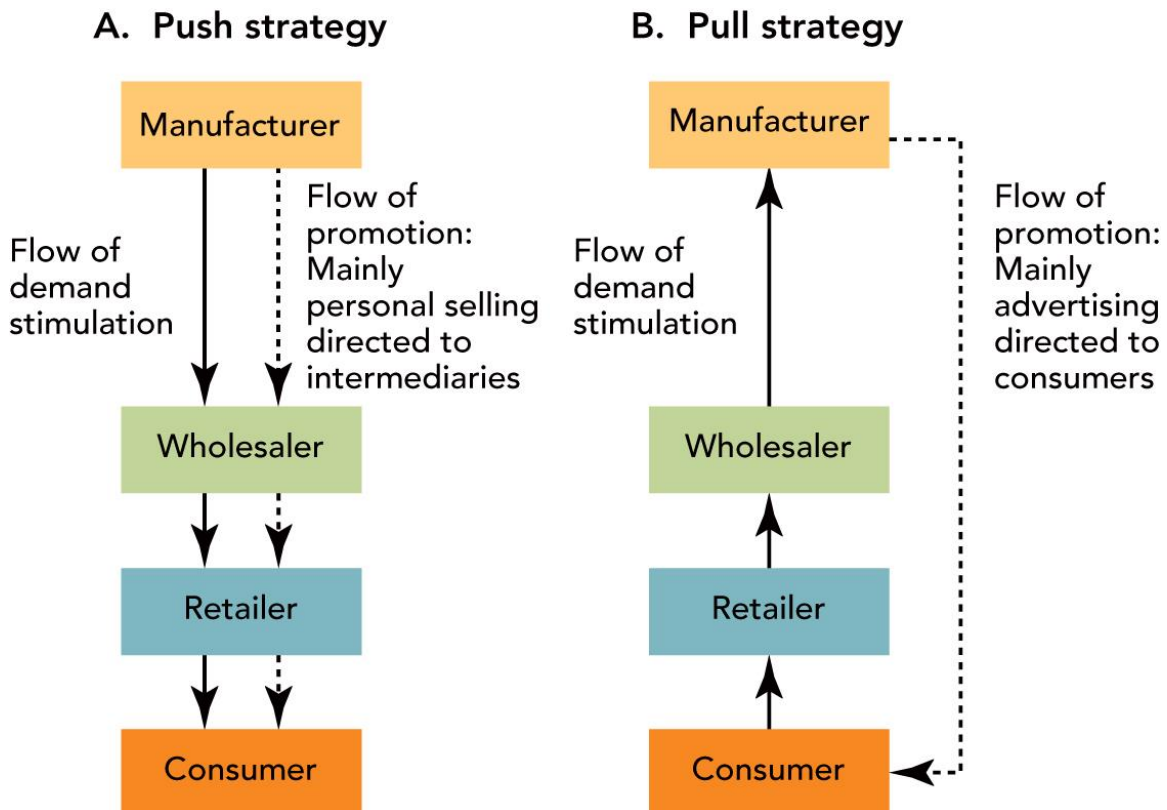 A. Push strategy
Manufacturer
Flow of
demand
stimulation
Flow of
promotion:
Mainly
personal selling
directed to
intermediaries
Wholesaler
Retailer
Consumer
B. Pull strategy
Manufacturer
Flow of
demand
stimulation
Flow of
promotion:
Mainly
advertising
directed to
consumers
Wholesaler
Retailer
Consumer